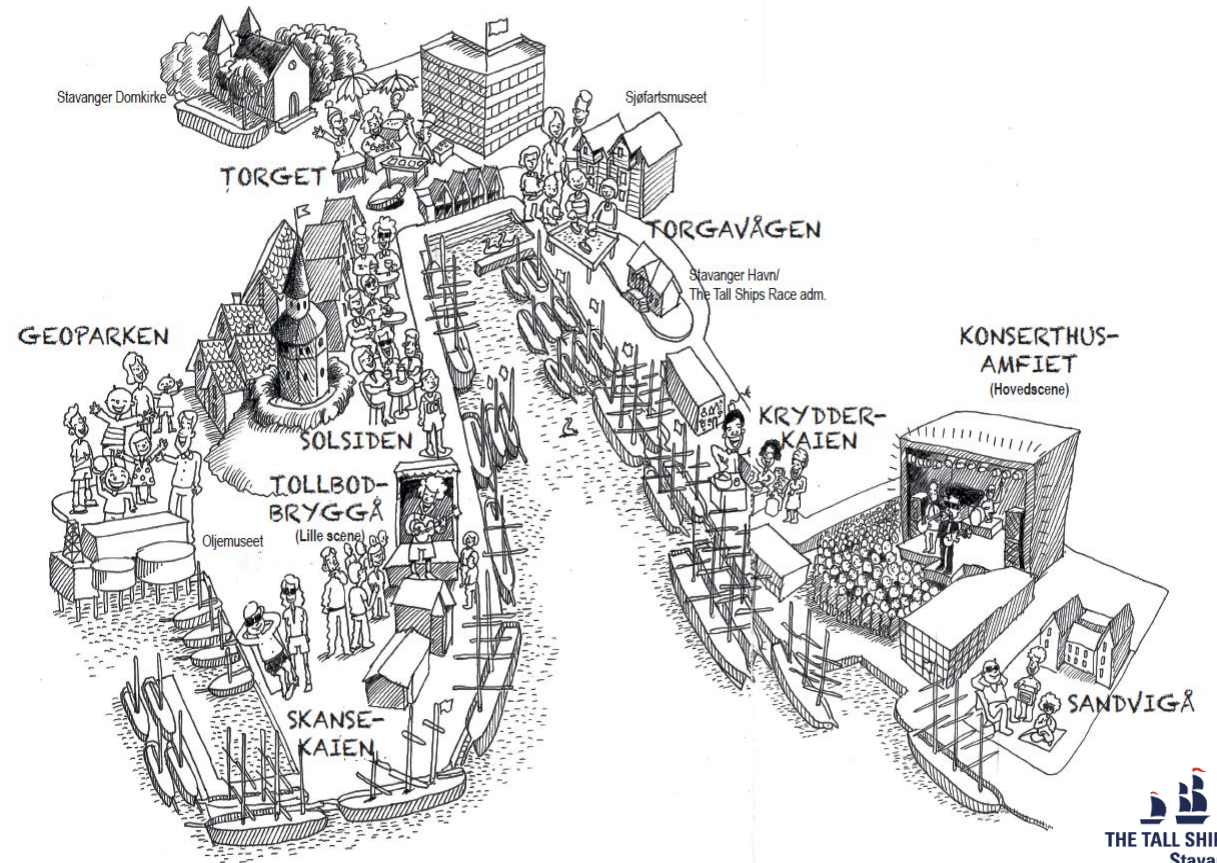 Stavanger Domkirke
Sjøfartsmuseet
TORGET
TORGAVÅGEN
Stavanger Havn/
The Tall Ships Race adm.
GEOPARKEN
KONSERTHUS-
AMFIET
(Hovedscene)
SOLSIDEN
KRYDDER-
KAIEN
TOLLBOD-
BRYGGÅ
(Lille scene)
Oljemuseet
SKANSE-
KAIEN
SANDVIGÅ
THE TALL SHI
Stava